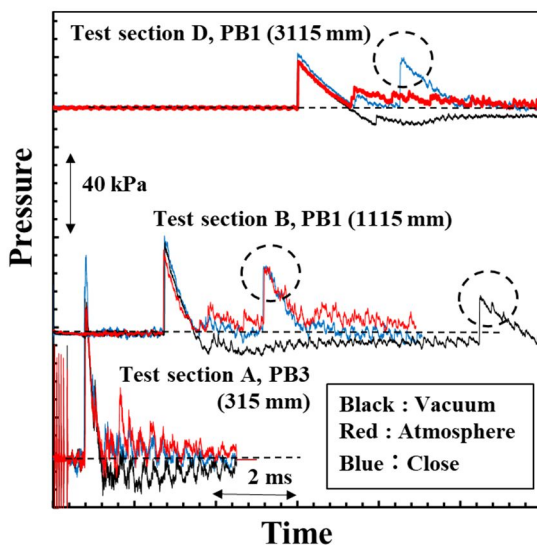 Test section D, PB1 (3115 mm)
40 kPa
Pressure
Test section B, PB1 (1115 mm)
Test section A, PB3
(315 mm)
Black : Vacuum
Red : Atmosphere
Blue：Close
2 ms
Time